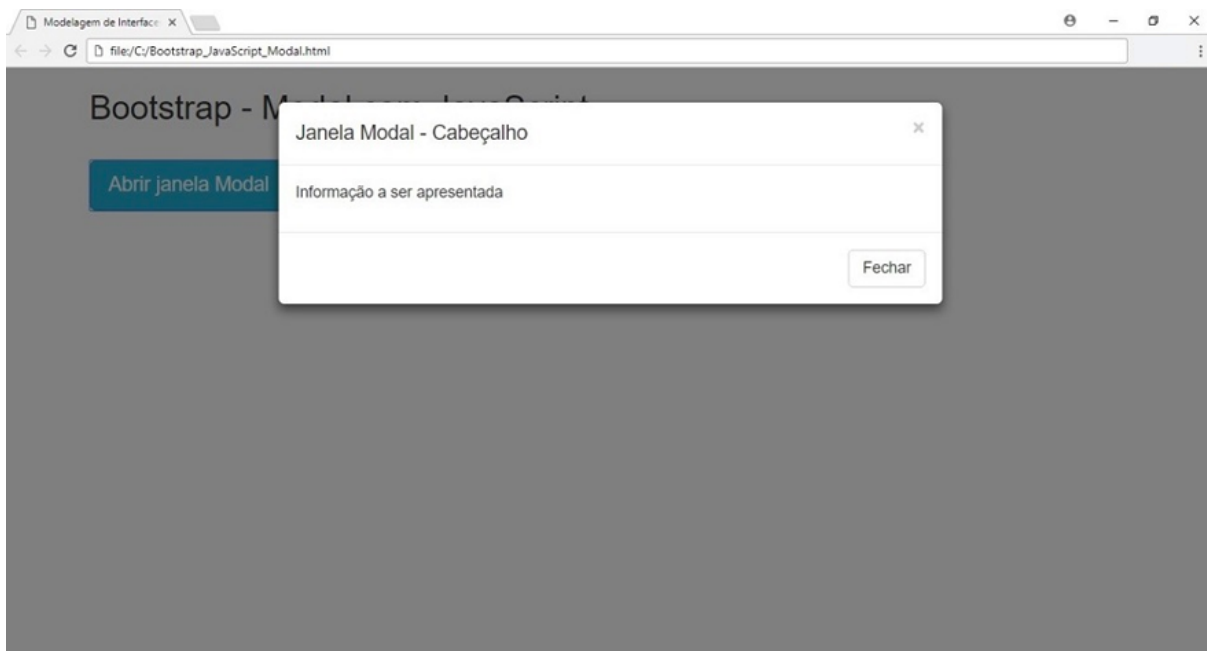 Modelagem de Interface
file:/C:/Bootstrap_JavaScript_Modal.html
Bootstrap -
Janela Modal - Cabeçalho
Abrir janela Modal
Informação a ser apresentada
Fechar